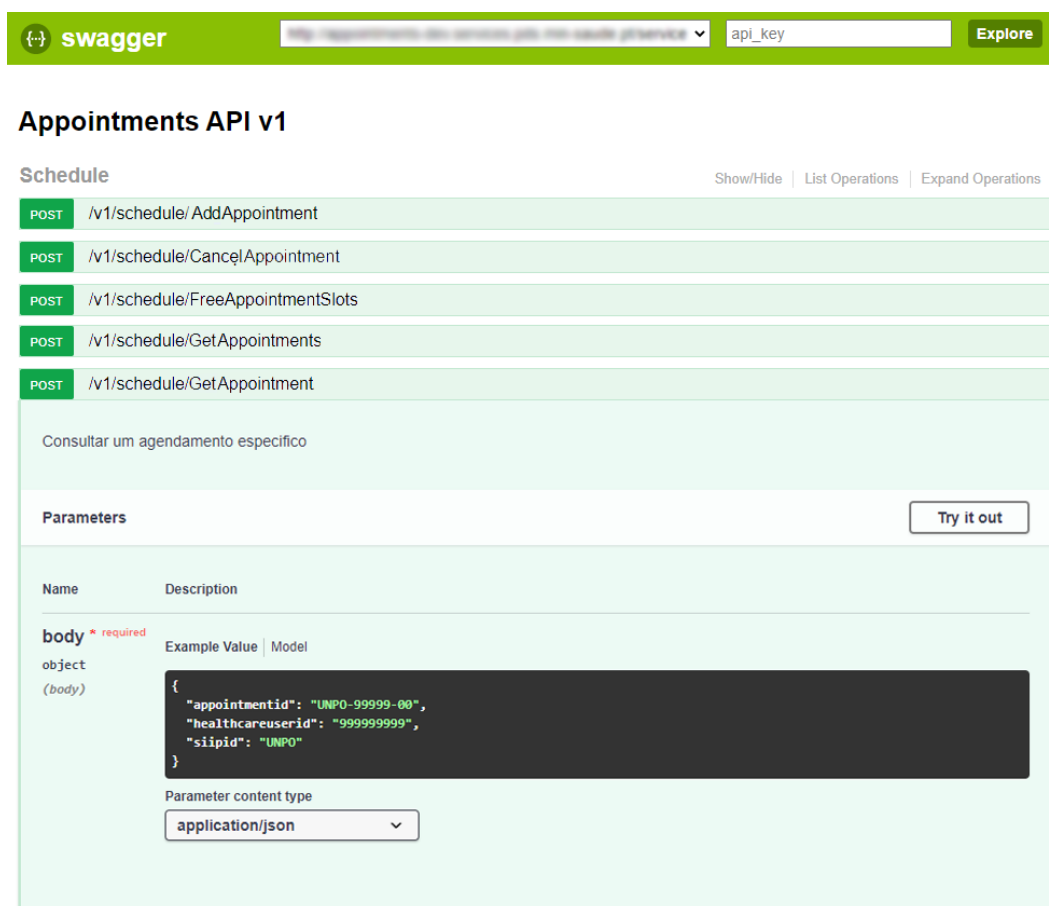 {··} swagger
api_key
Explore
Appointments API v1
Schedule
Show/Hide | List Operations | Expand Operations
POST /v1/schedule/ AddAppointment
POST /v1/schedule/CancelAppointment
POST /v1/schedule/FreeAppointmentSlots
POST /v1/schedule/GetAppointments
POST /v1/schedule/GetAppointment
Consultar um agendamento especifico
Parameters
Try it out
Name Description
body * required
object
(body)
Example Value | Model
{
"appointmentid": "UNPO-99999-00",
"healthcareuserid": "999999999",
"siipid": "UNPO"
}
Parameter content type
application/json